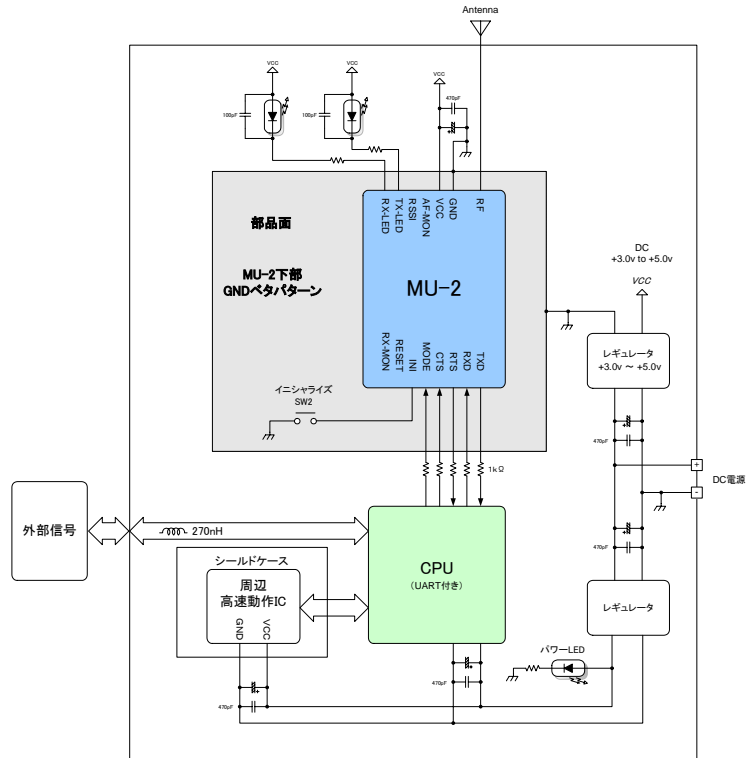 Antenna
VCC
VCC
VCC
100pF
100pF
470pF
部品面
MU-2下部
GNDベタパターン
RX-LED
TX-LED
RSSI
AF-MON
VCC
GND
RF
MU-2
RX-MON
RESET
INI
MODE
CTS
RTS
RXD
TXD
イニシャライズ
SW2
1kΩ
DC
+3.0v to +5.0v
VCC
レギュレータ
+3.0v ~ +5.0v
470pF
+
-
DC電源
470pF
レギュレータ
外部信号
270nH
シールドケース
周辺
高速動作IC
GND
VCC
CPU
(UART付き)
パワーLED
470pF
470pF